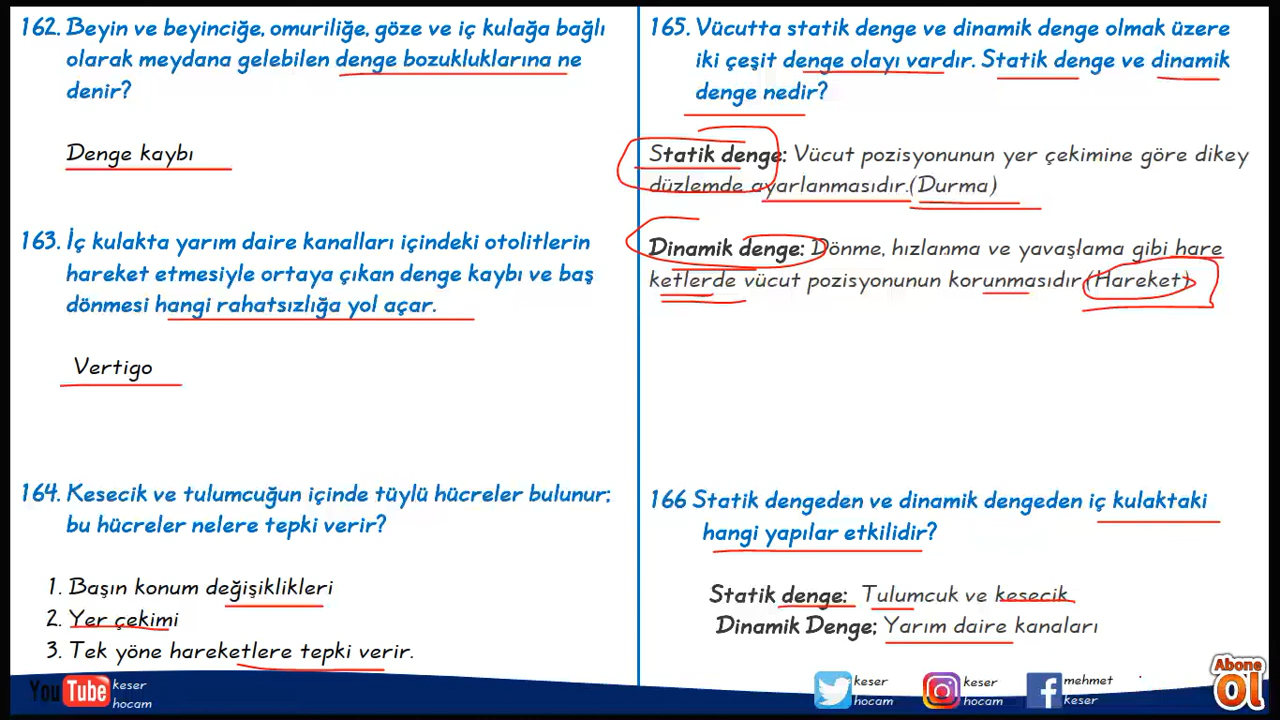 162. Beyin ve beyinciğe, omuriliğe, göze ve iç kulağa bağlı
olarak meydana gelebilen denge bozukluklarına ne
denir?
Denge kaybı
163. İç kulakta yarım daire kanalları içindeki otolitlerin
hareket etmesiyle ortaya çıkan denge kaybı ve baş
dönmesi hangi rahatsızlığa yol açar.
Vertigo
164. Kesecik ve tulumcuğun içinde tüylü hücreler bulunur;
bu hücreler nelere tepki verir?
1. Başın konum değişiklikleri
2. Yer çekimi
3. Tek yöne hareketlere tepki verir.
165. Vücutta statik denge ve dinamik denge olmak üzere
iki çeşit denge olayı vardır. Statik denge ve dinamik
denge nedir?
Statik denge: Vücut pozisyonunun yer çekimine göre dikey
düzlemde ayarlanmasıdır.(Durma)
Dinamik denge: Dönme, hızlanma ve yavaşlama gibi hare
ketlerde vücut pozisyonunun korunmasıdır.(Hareket)
166 Statik dengeden ve dinamik dengeden iç kulaktaki
hangi yapılar etkilidir?
Statik denge: Tulumcuk ve kesecik
Dinamik Denge; Yarım daire kanaları
YouTube keser
hocam
keser
hocam
keser
hocam
mehmet
keser
Abone
OL